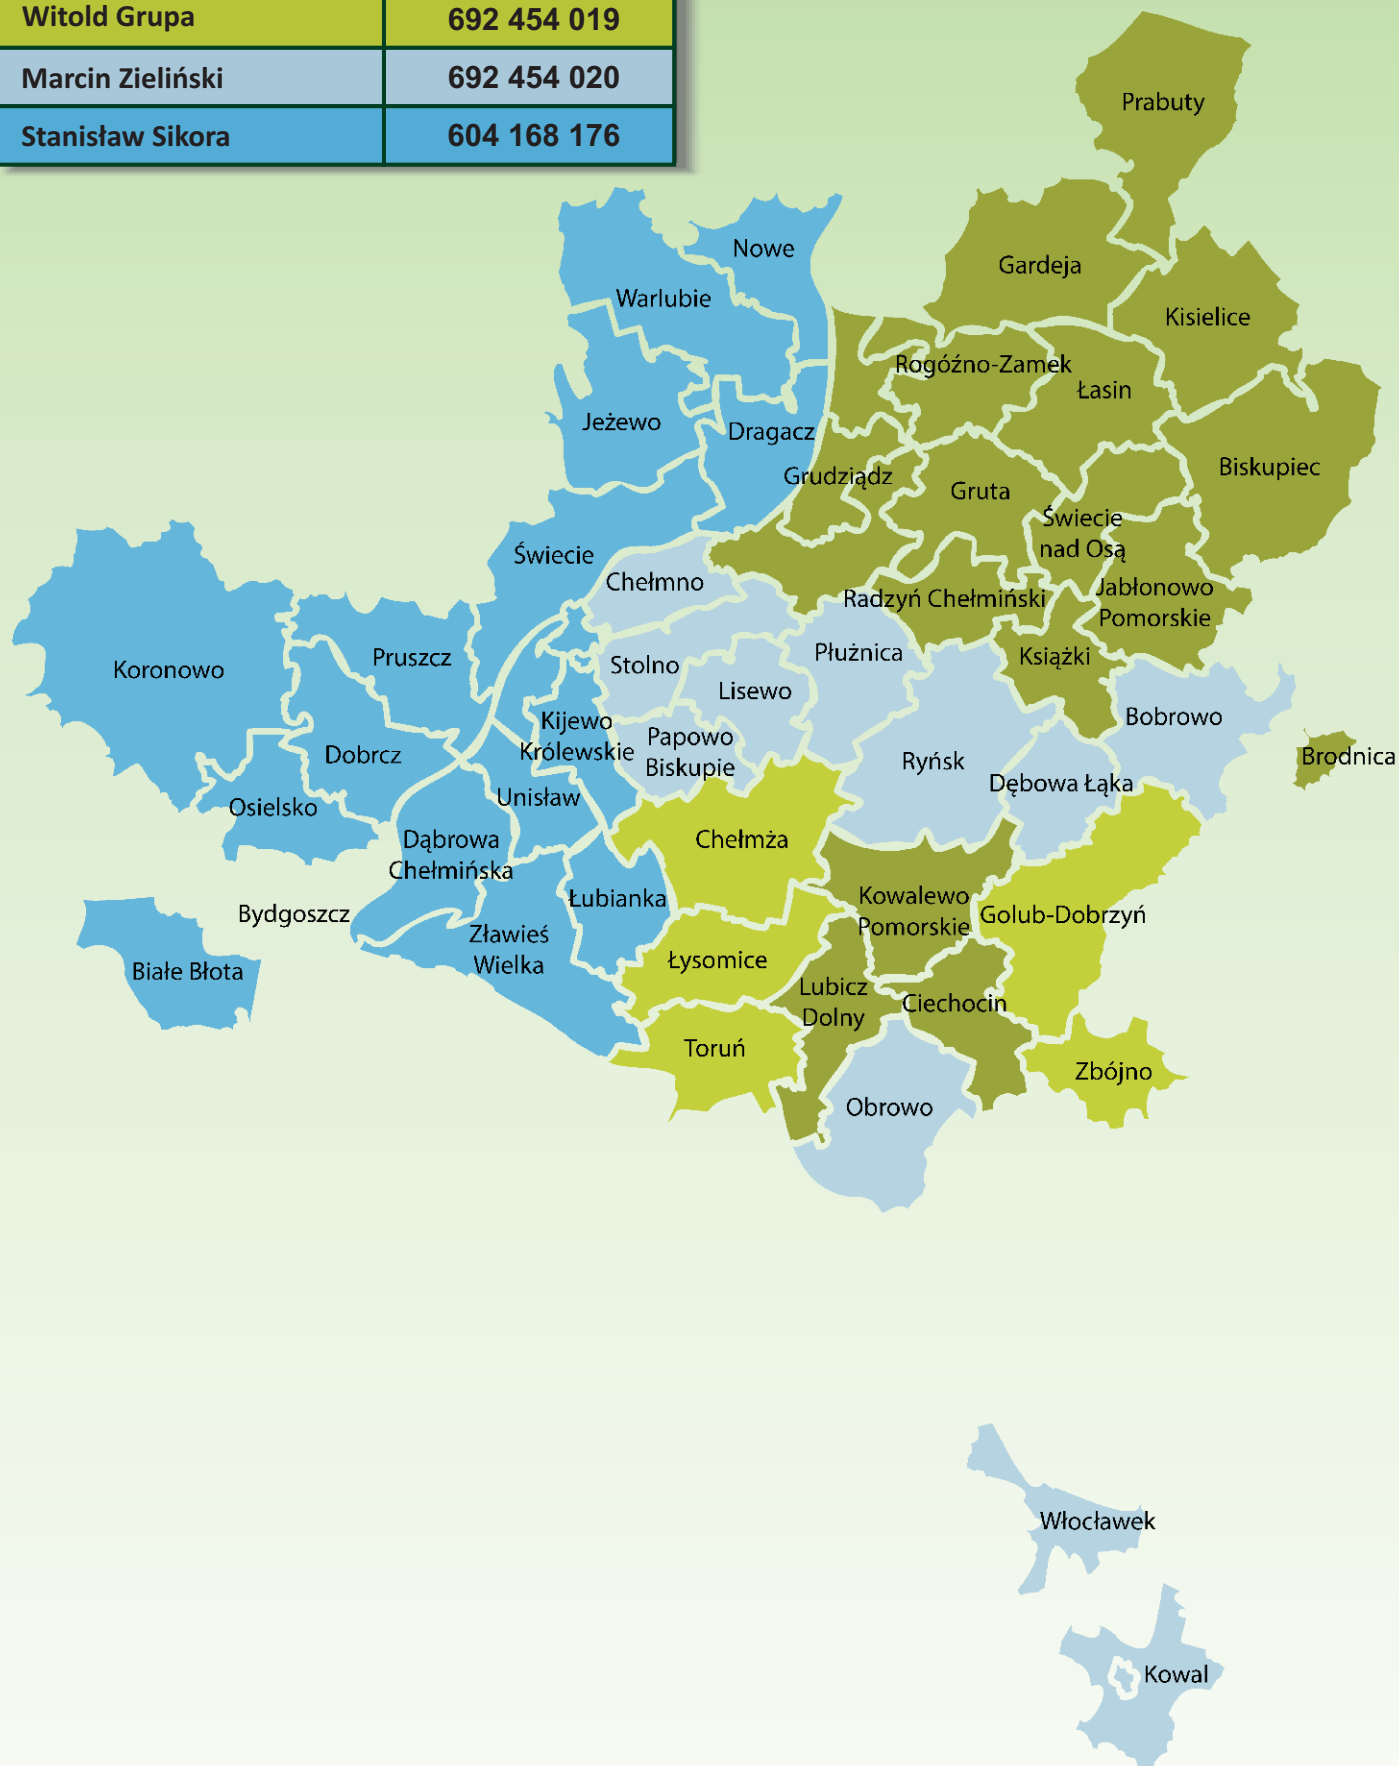 Witold Grupa 692 454 019
Marcin Zieliński 692 454 020
Stanisław Sikora 604 168 176
Prabuty
Nowe
Gardeja
Warlubie
Kisielice
Rogóźno-Zamek
Łasin
Jeżewo
Dragacz
Biskupiec
Grudziądz
Gruta
Świecie
nad Osą
Świecie
Chełmno
Radzyń Chełmiński
Jabłonowo
Pomorskie
Koronowo
Pruszcz
Stolno
Płużnica
Książki
Lisewo
Bobrowo
Kijewo
Królewskie
Papowo
Biskupie
Dobrcz
Ryńsk
Brodnica
Dębowa Łąka
Unisław
Osielsko
Dąbrowa
Chełmińska
Chełmża
Łubianka
Kowalewo
Pomorskie
Golub-Dobrzyń
Bydgoszcz
Zławieś
Wielka
Białe Błota
Łysomice
Lubicz
Dolny
Ciechocin
Toruń
Zbójno
Obrowo
Włocławek
Kowal